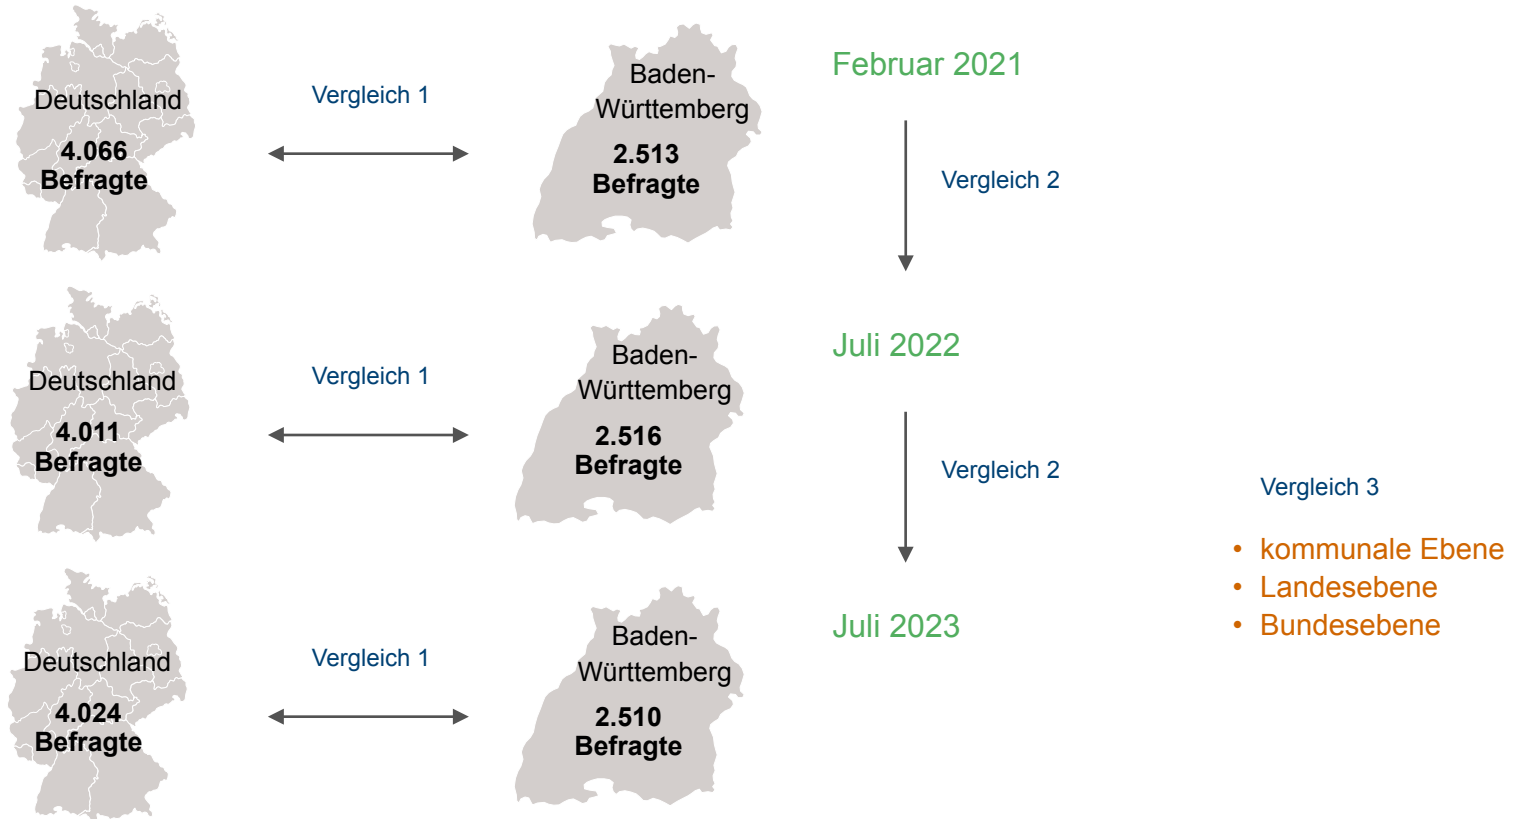 Deutschland
4.066
Befragte
Vergleich 1
Baden-
Württemberg
2.513
Befragte
Februar 2021
Vergleich 2
Deutschland
4.011
Befragte
Vergleich 1
Baden-
Württemberg
2.516
Befragte
Juli 2022
Vergleich 2
Deutschland
4.024
Befragte
Vergleich 1
Baden-
Württemberg
2.510
Befragte
Juli 2023
Vergleich 3
• kommunale Ebene
• Landesebene
• Bundesebene